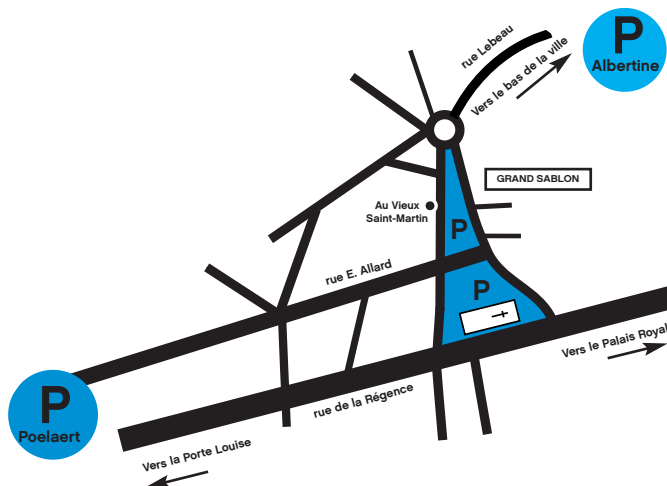 P
Albertine
rue Lebeau
Vers le bas de la ville
GRAND SABLON
Au Vieux
Saint-Martin
P
rue E. Allard
P
Vers le Palais Royal
P
Poelaert
rue de la Régence
Vers la Porte Louise